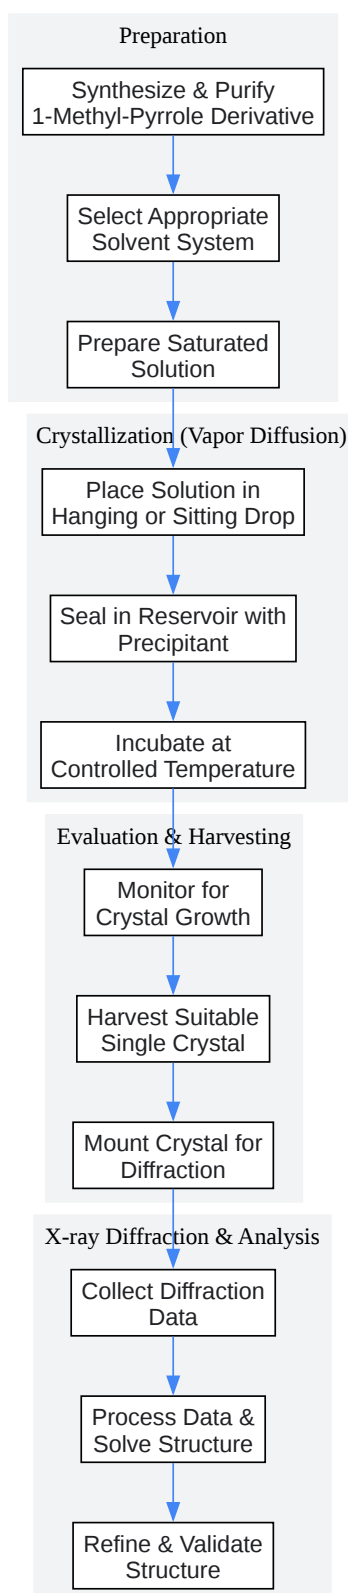 Preparation
Synthesize & Purify
1-Methyl-Pyrrole Derivative
Select Appropriate
Solvent System
Prepare Saturated
Solution
Crystallization (Vapor Diffusion)
Place Solution in
Hanging or Sitting Drop
Seal in Reservoir with
Precipitant
Incubate at
Controlled Temperature
Evaluation & Harvesting
Monitor for
Crystal Growth
Harvest Suitable
Single Crystal
Mount Crystal for
Diffraction
X-ray Diffraction & Analysis
Collect Diffraction
Data
Process Data &
Solve Structure
Refine & Validate
Structure